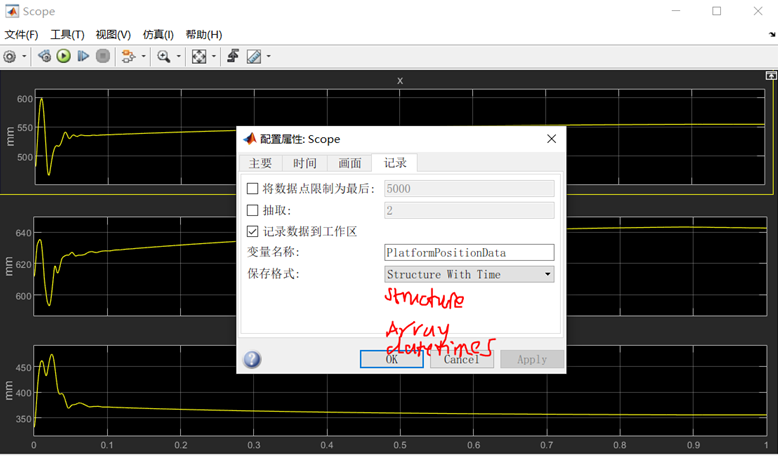 Scope
文件(F) 工具(T) 视图(V) 仿真(I) 帮助(H)
X
600
550
500
mm
640
620
600
mm
450
400
350
mm
0 0.1 0.2 0.3 0.4 0.5 0.6 0.7 0.8 0.9 1
配置属性: Scope
主要 时间 画面 记录
将数据点限制为最后: 5000
抽取: 2
记录数据到工作区
变量名称: PlatformPositionData
保存格式: Structure With Time
structure
Array
datetimes
OK Cancel Apply